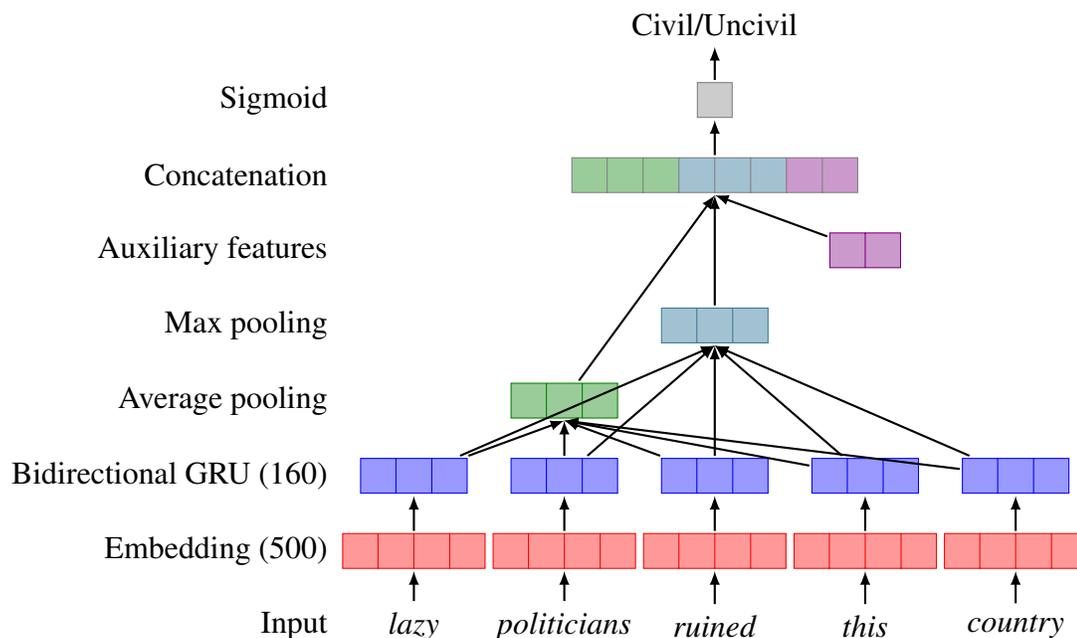 Civil/Uncivil
Sigmoid
Concatenation
Auxiliary features
Max pooling
Average pooling
Bidirectional GRU (160)
Embedding (500)
Input lazy politicians ruined this country